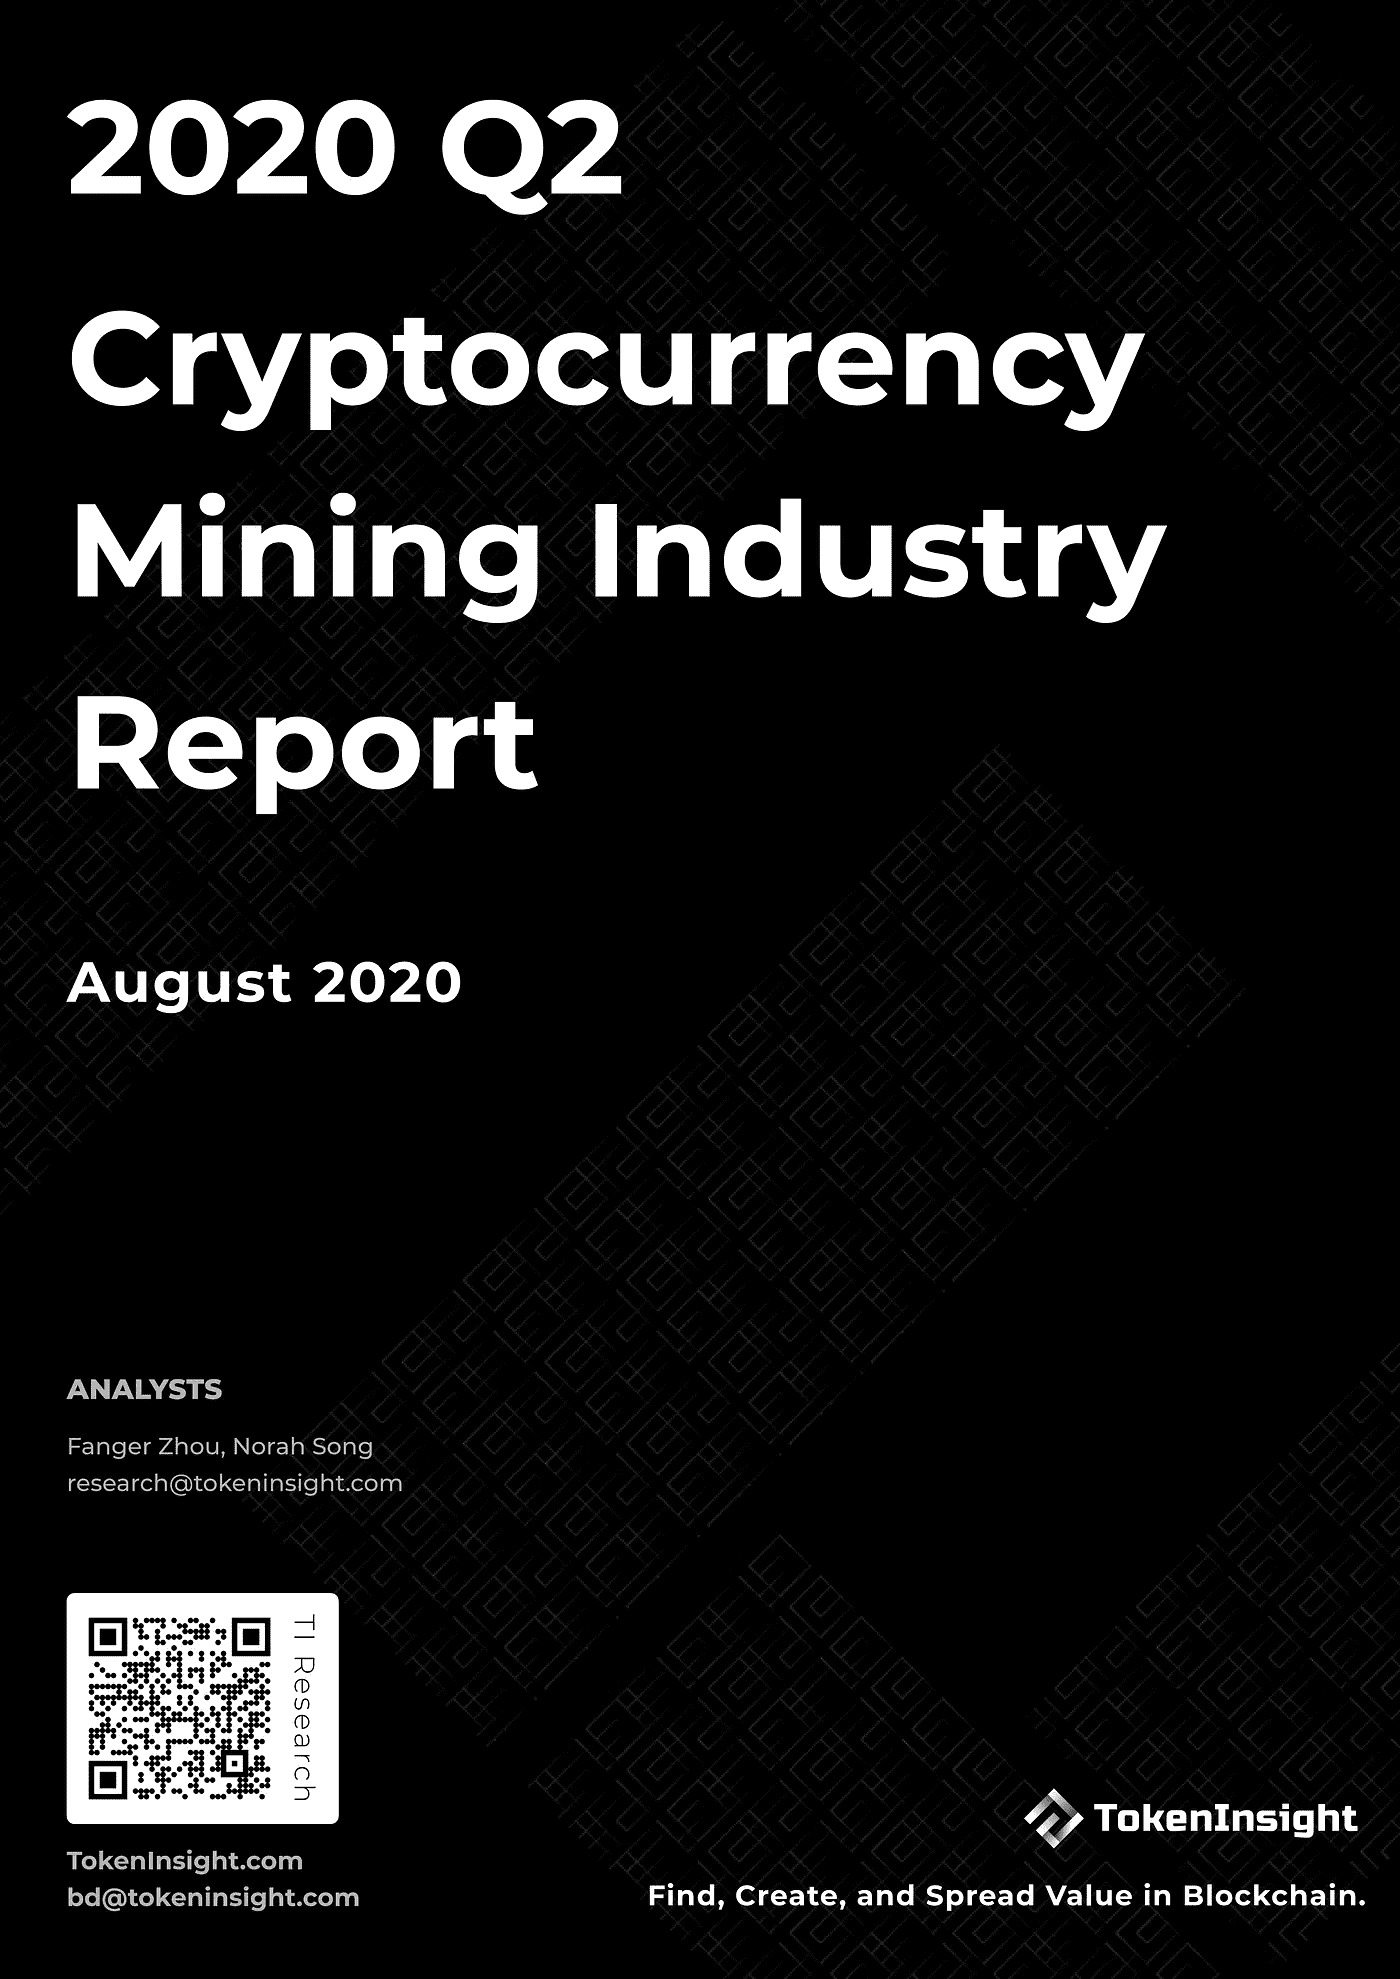 2020 Q2
Cryptocurrency
Mining Industry
Report
August 2020
ANALYSTS
Fanger Zhou, Norah Song
research@tokeninsight.com
TI Research
TokenInsight.com
bd@tokeninsight.com
TokenInsight
Find, Create, and Spread Value in Blockchain.